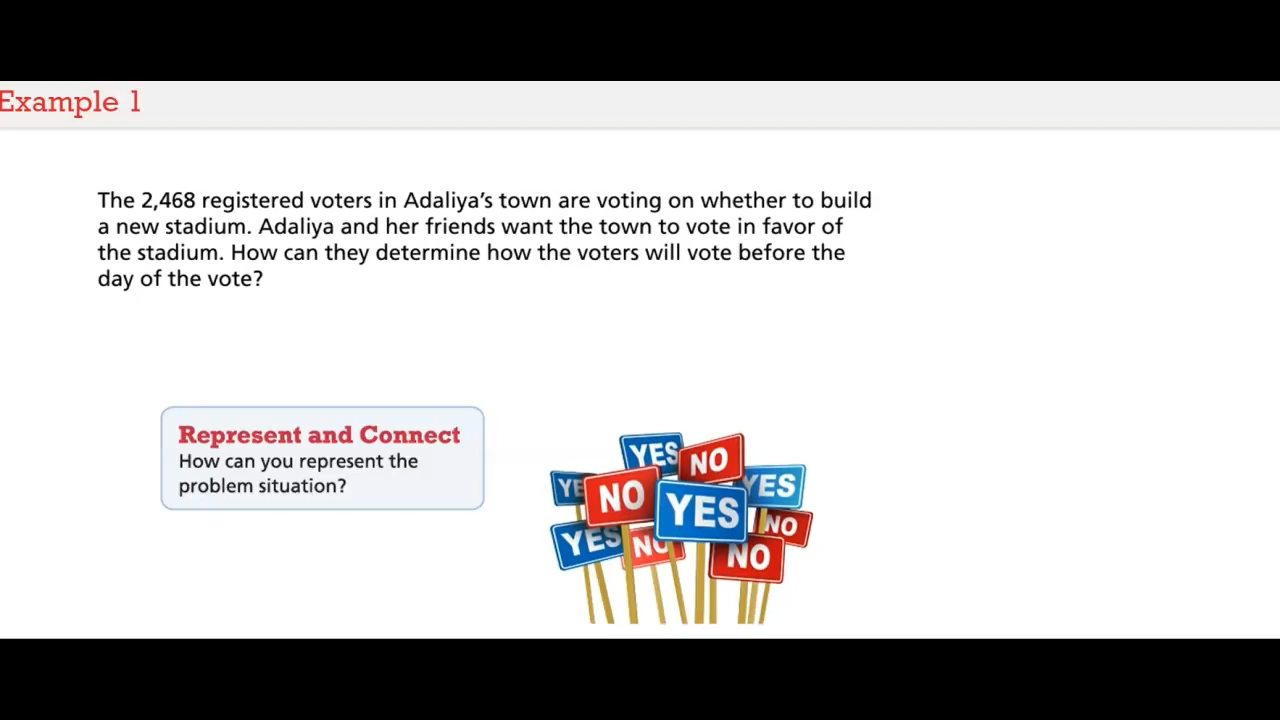 Example 1
The 2,468 registered voters in Adaliya's town are voting on whether to build
a new stadium. Adaliya and her friends want the town to vote in favor of
the stadium. How can they determine how the voters will vote before the
day of the vote?
Represent and Connect
How can you represent the
problem situation?
YES
NO
YE
NO
YES
YES
YES
NO
NO
NO